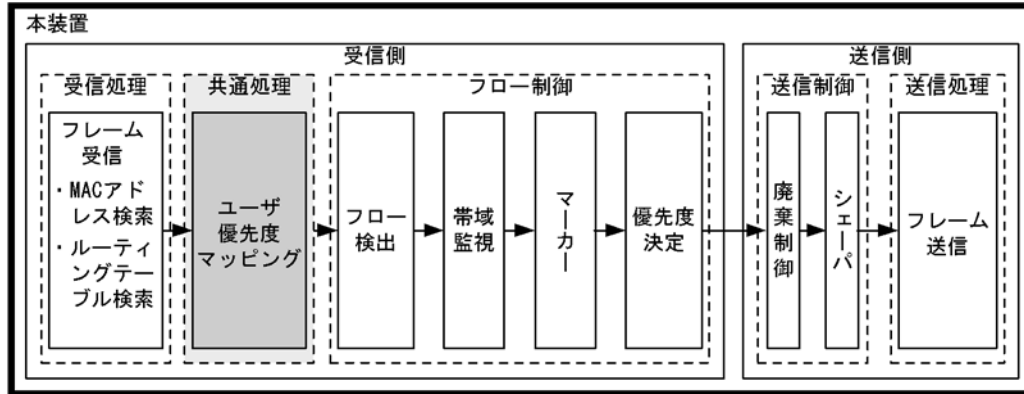 本装置
受信側
送信側
受信処理
共通処理
フロー制御
送信制御
送信処理
フレーム
受信
・MACアド
レス検索
・ルーティ
ングテー
ブル検索
ユーザ
優先度
マッピング
フロー
検出
帯域
監視
マーカー
優先度
決定
廃棄制御
シェーパ
フレーム
送信